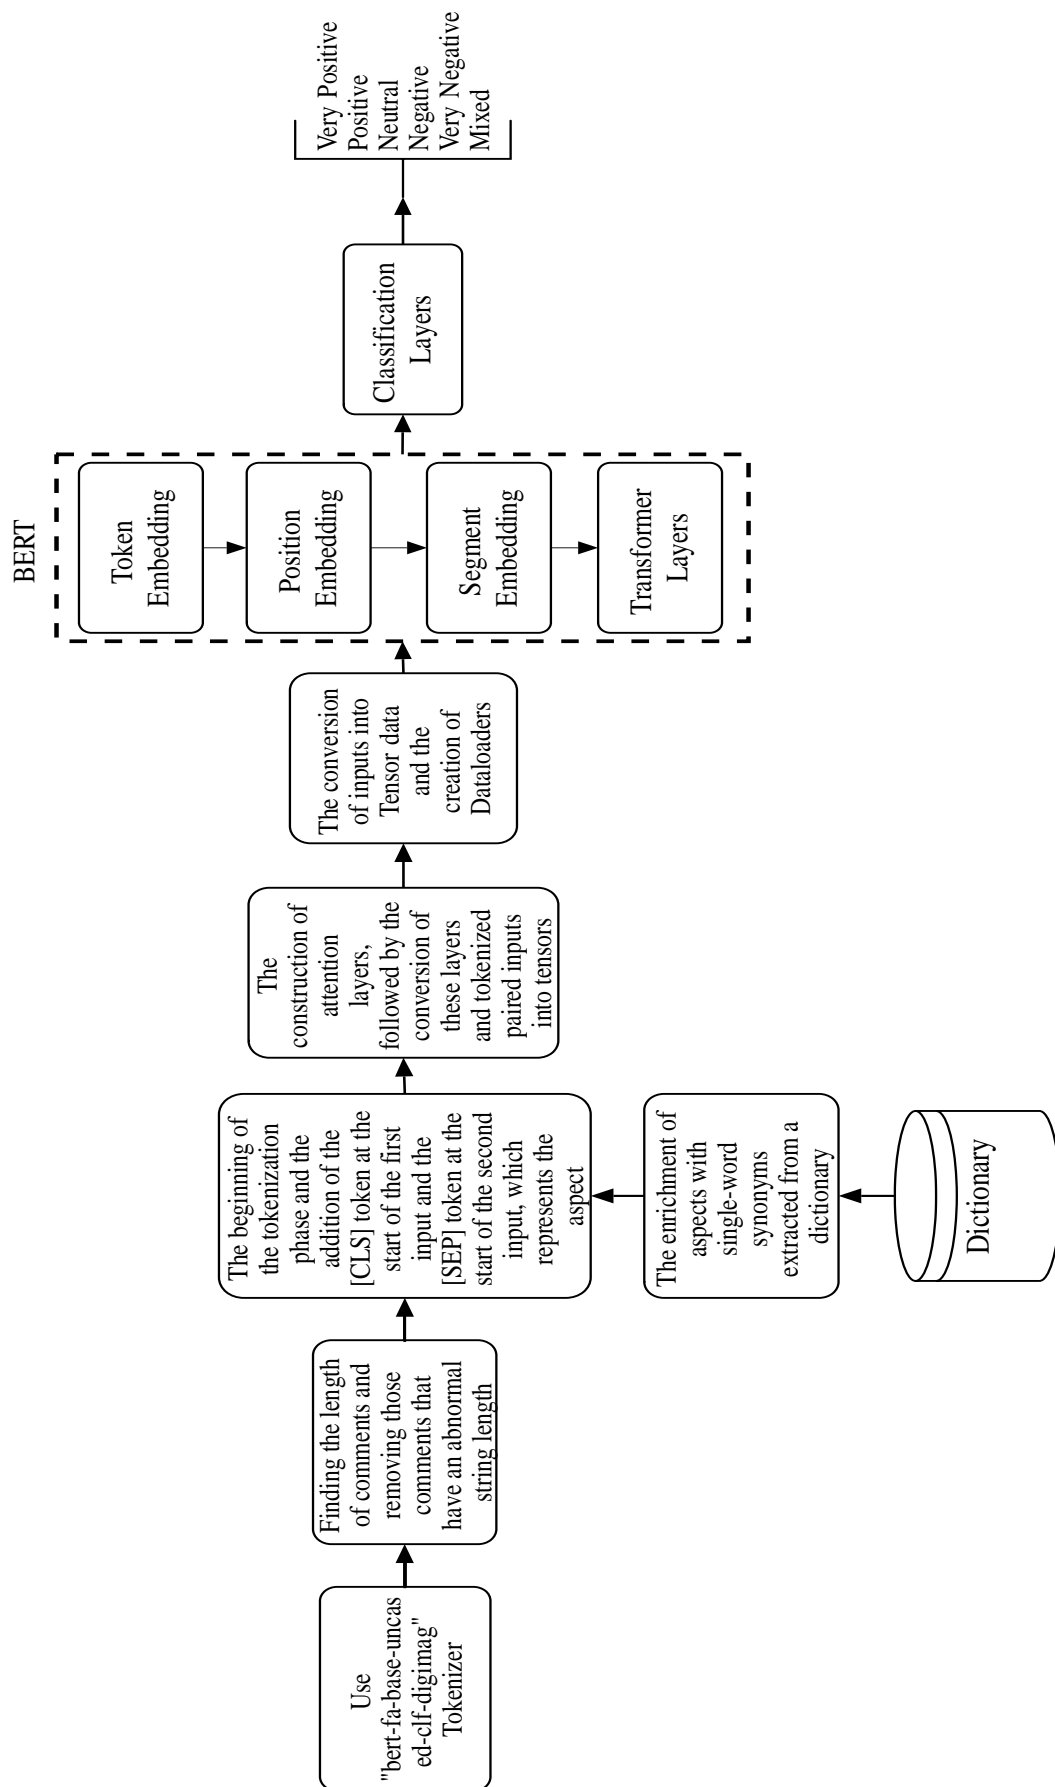 Use
"bert-fa-base-uncas
ed-clf-digimag"
Tokenizer
Finding the length
of comments and
removing those
comments that
have an abnormal
string length
The beginning of
the tokenization
phase and the
addition of the
[CLS] token at the
start of the first
input and the
[SEP] token at the
start of the second
input, which
represents the
aspect
The enrichment of
aspects with
single-word
synonyms
extracted from a
dictionary
Dictionary
The
construction of
attention
layers,
followed by the
conversion of
these layers
and tokenized
paired inputs
into tensors
The conversion
of inputs into
Tensor data
and the
creation of
Dataloaders
BERT
Token
Embedding
Position
Embedding
Segment
Embedding
Transformer
Layers
Classification
Layers
Very Positive
Positive
Neutral
Negative
Very Negative
Mixed